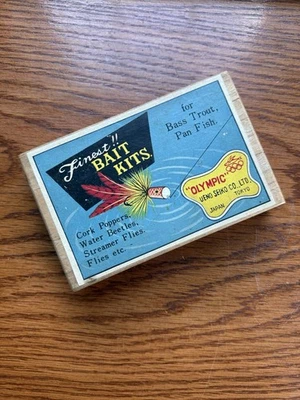 Finest!!
BAIT
KITS.
for
Bass Trout,
Pan Fish.
Cork Poppers,
Water Beetles,
Streamer Flies.
Flies etc.
"OLYMPIC"
UENO SEIKO CO., LTD.
JAPAN TOKYO